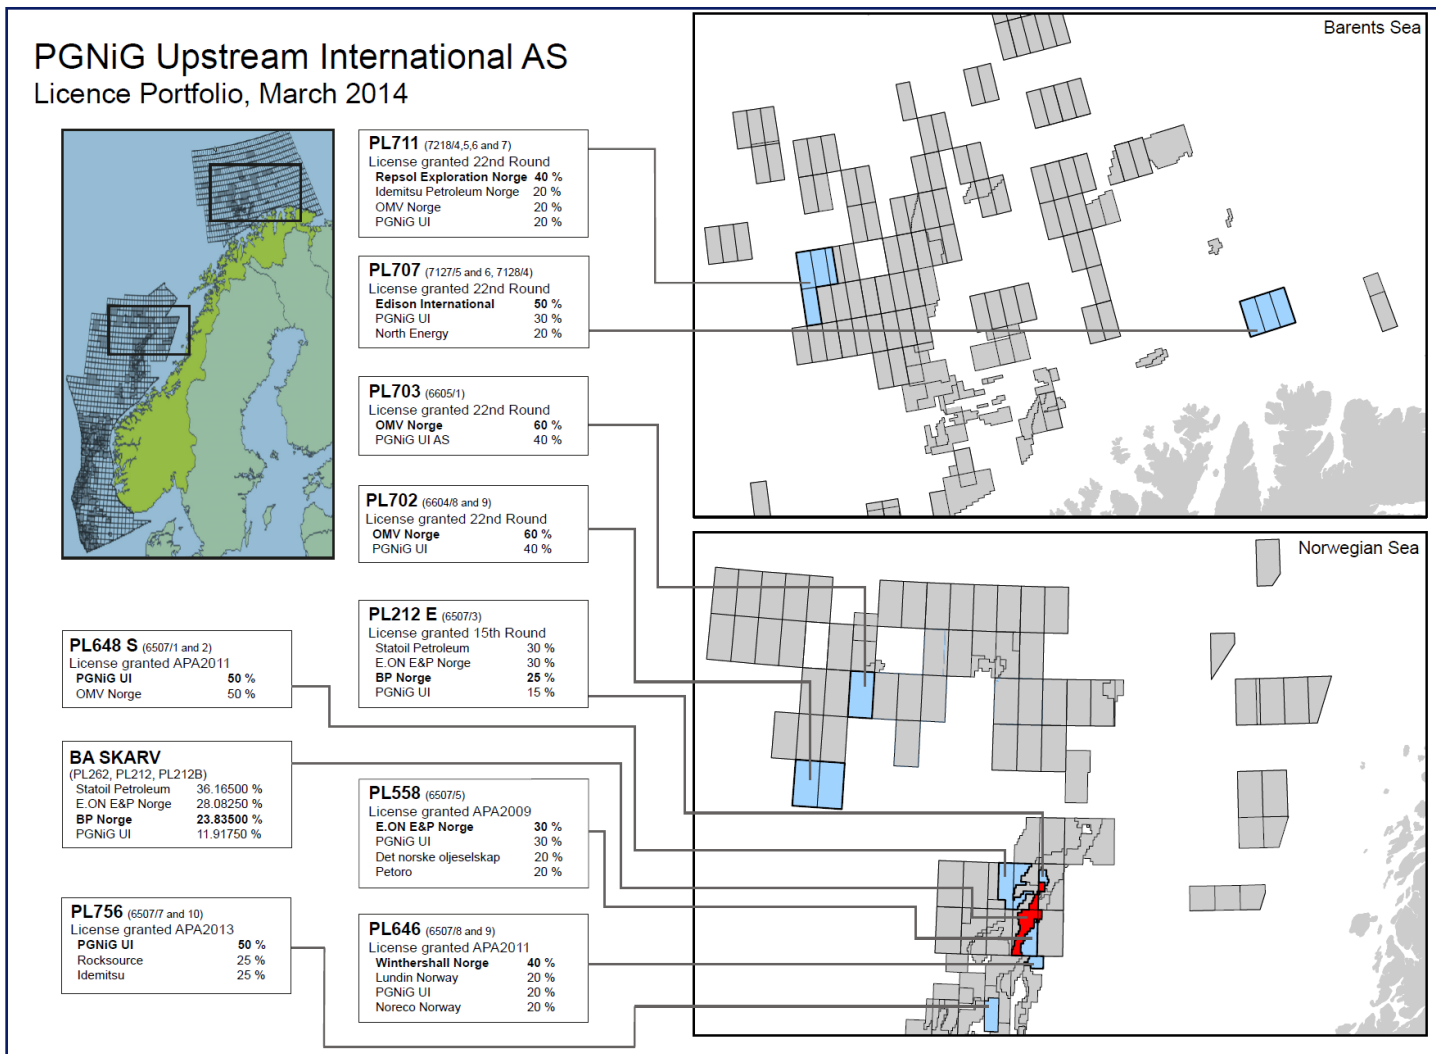 PGNiG Upstream International AS
Licence Portfolio, March 2014
Barents Sea
PL711 (7218/4,5,6 and 7)
License granted 22nd Round
Repsol Exploration Norge 40 %
Idemitsu Petroleum Norge 20 %
OMV Norge 20 %
PGNiG UI 20 %
PL707 (7127/5 and 6, 7128/4)
License granted 22nd Round
Edison International 50 %
PGNiG UI 30 %
North Energy 20 %
PL703 (6605/1)
License granted 22nd Round
OMV Norge 60 %
PGNiG UI AS 40 %
PL702 (6604/8 and 9)
License granted 22nd Round
OMV Norge 60 %
PGNiG UI 40 %
Norwegian Sea
PL212 E (6507/3)
License granted 15th Round
Statoil Petroleum 30 %
E.ON E&P Norge 30 %
BP Norge 25 %
PGNiG UI 15 %
PL648 S (6507/1 and 2)
License granted APA2011
PGNiG UI 50 %
OMV Norge 50 %
BA SKARV
(PL262, PL212, PL212B)
Statoil Petroleum 36.16500 %
E.ON E&P Norge 28.08250 %
BP Norge 23.83500 %
PGNiG UI 11.91750 %
PL558 (6507/5)
License granted APA2009
E.ON E&P Norge 30 %
PGNiG UI 30 %
Det norske oljeselskap 20 %
Petoro 20 %
PL756 (6507/7 and 10)
License granted APA2013
PGNiG UI 50 %
Rocksource 25 %
Idemitsu 25 %
PL646 (6507/8 and 9)
License granted APA2011
Winthershall Norge 40 %
Lundin Norway 20 %
PGNiG UI 20 %
Noreco Norway 20 %